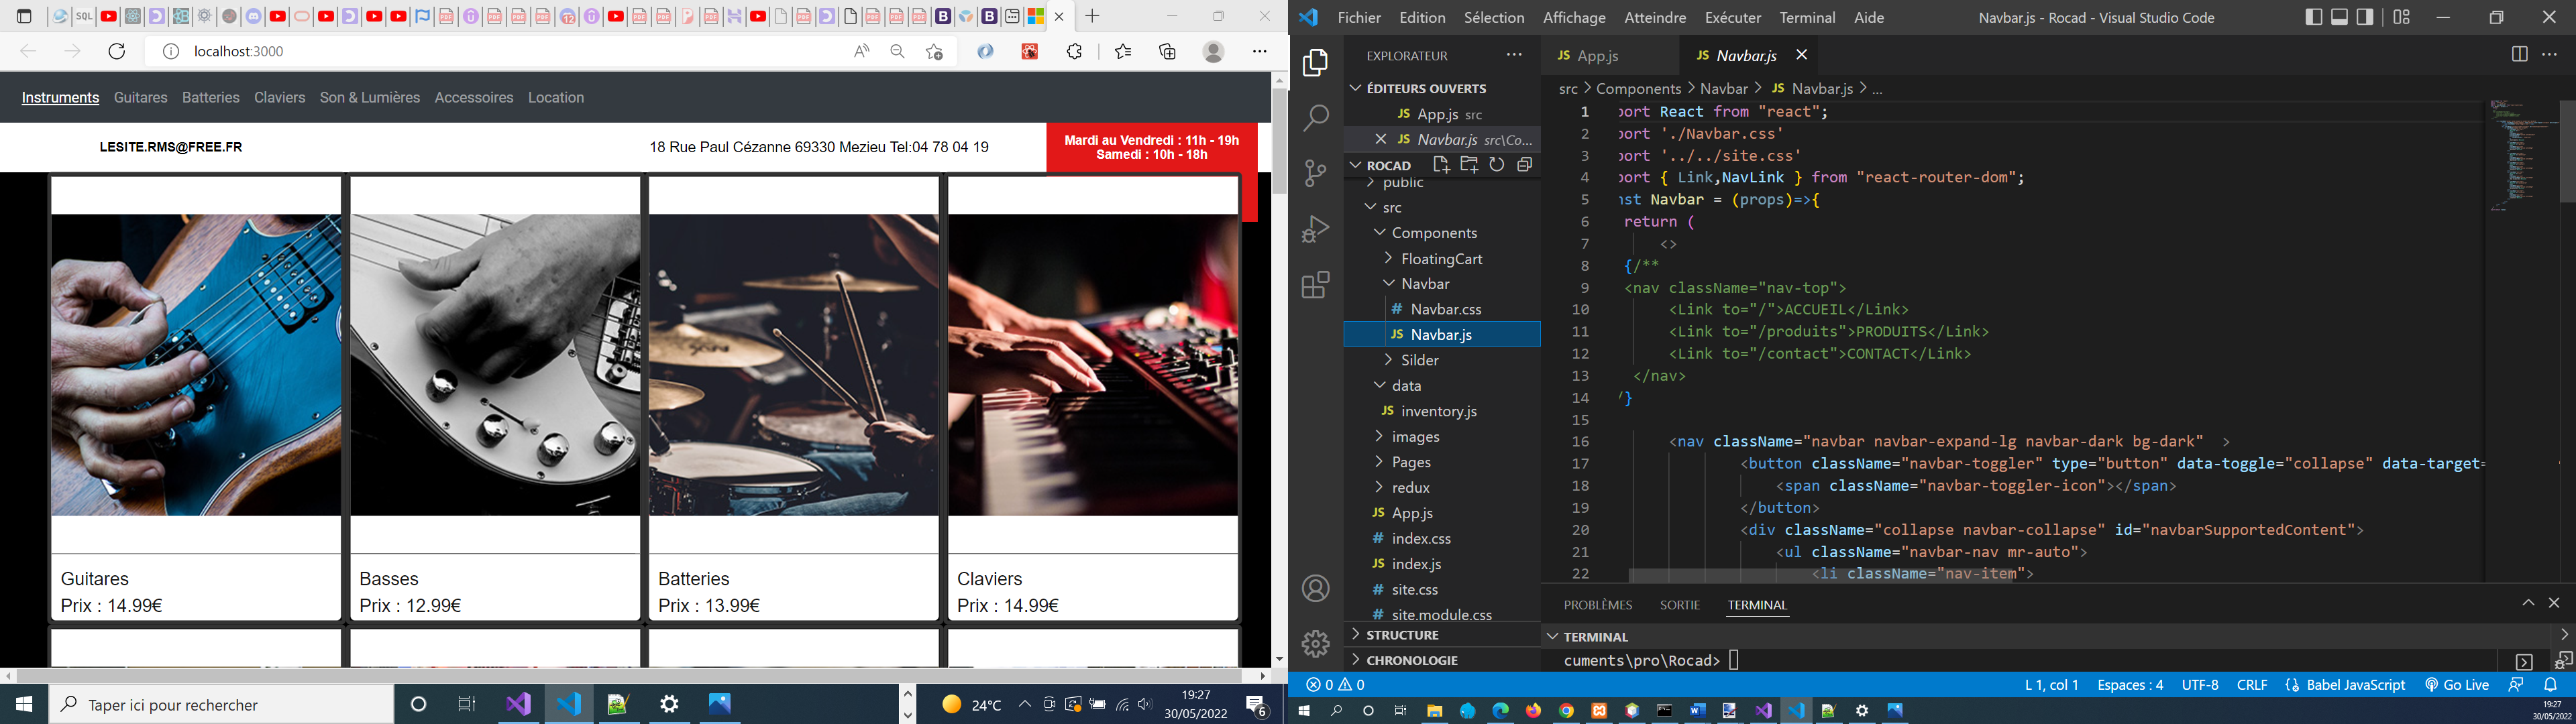 SQL
12
localhost:3000
Instruments Guitares Batteries Claviers Son & Lumières Accessoires Location
LESITE.RMS@FREE.FR
18 Rue Paul Cézanne 69330 Mezieu Tel:04 78 04 19
Mardi au Vendredi : 11h - 19h
Samedi : 10h - 18h
Guitares
Prix : 14.99€
Basses
Prix : 12.99€
Batteries
Prix : 13.99€
Claviers
Prix : 14.99€
Taper ici pour rechercher
24°C
19:27
30/05/2022
6
Fichier Edition Sélection Affichage Atteindre Exécuter Terminal Aide
Navbar.js - Rocad - Visual Studio Code
EXPLORATEUR
ÉDITEURS OUVERTS
JS App.js src
JS Navbar.js src\Co...
ROCAD
public
src
Components
FloatingCart
Navbar
# Navbar.css
JS Navbar.js
Silder
data
JS inventory.js
images
Pages
redux
JS App.js
# index.css
JS index.js
# site.css
# site.module.css
STRUCTURE
CHRONOLOGIE
JS App.js
JS Navbar.js
src > Components > Navbar > JS Navbar.js > ...
1 port React from "react";
2 port './Navbar.css'
3 port '../../site.css'
4 port { Link,NavLink } from "react-router-dom";
5 nst Navbar = (props)=>{
6 return (
7 <>
8 {/**
9 <nav className="nav-top">
10 <Link to="/">ACCUEIL</Link>
11 <Link to="/produits">PRODUITS</Link>
12 <Link to="/contact">CONTACT</Link>
13 </nav>
14 /}
15
16 <nav className="navbar navbar-expand-lg navbar-dark bg-dark"  >
17 <button className="navbar-toggler" type="button" data-toggle="collapse" data-target=
18 <span className="navbar-toggler-icon"></span>
19 </button>
20 <div className="collapse navbar-collapse" id="navbarSupportedContent">
21 <ul className="navbar-nav mr-auto">
22 <li className="nav-item">
PROBLÈMES SORTIE TERMINAL
TERMINAL
cuments\pro\Rocad>
0 0
L 1, col 1 Espaces : 4 UTF-8 CRLF Babel JavaScript Go Live
19:27
30/05/2022